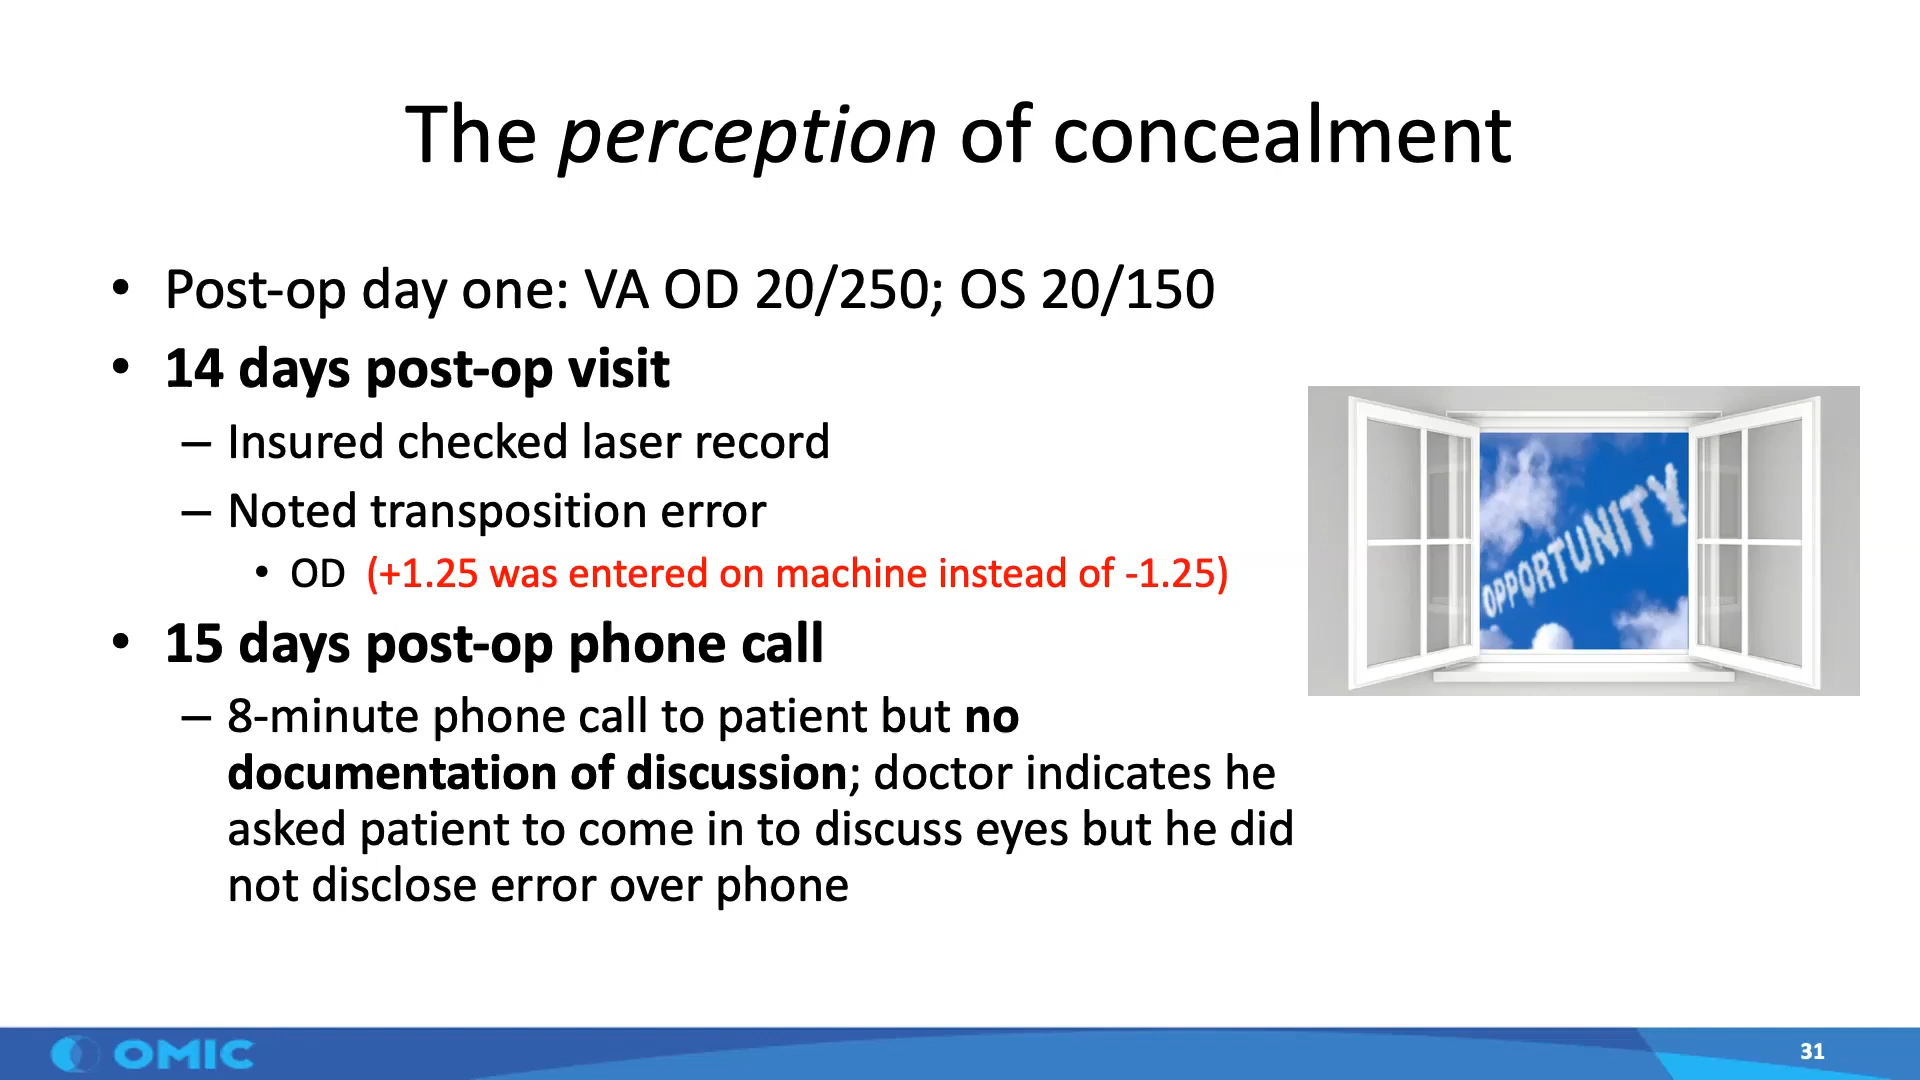 The perception of concealment
• Post-op day one: VA OD 20/250; OS 20/150
• 14 days post-op visit
– Insured checked laser record
– Noted transposition error
• OD (+1.25 was entered on machine instead of -1.25)
• 15 days post-op phone call
– 8-minute phone call to patient but no
documentation of discussion; doctor indicates he
asked patient to come in to discuss eyes but he did
not disclose error over phone
OPPORTUNITY
OMIC
31